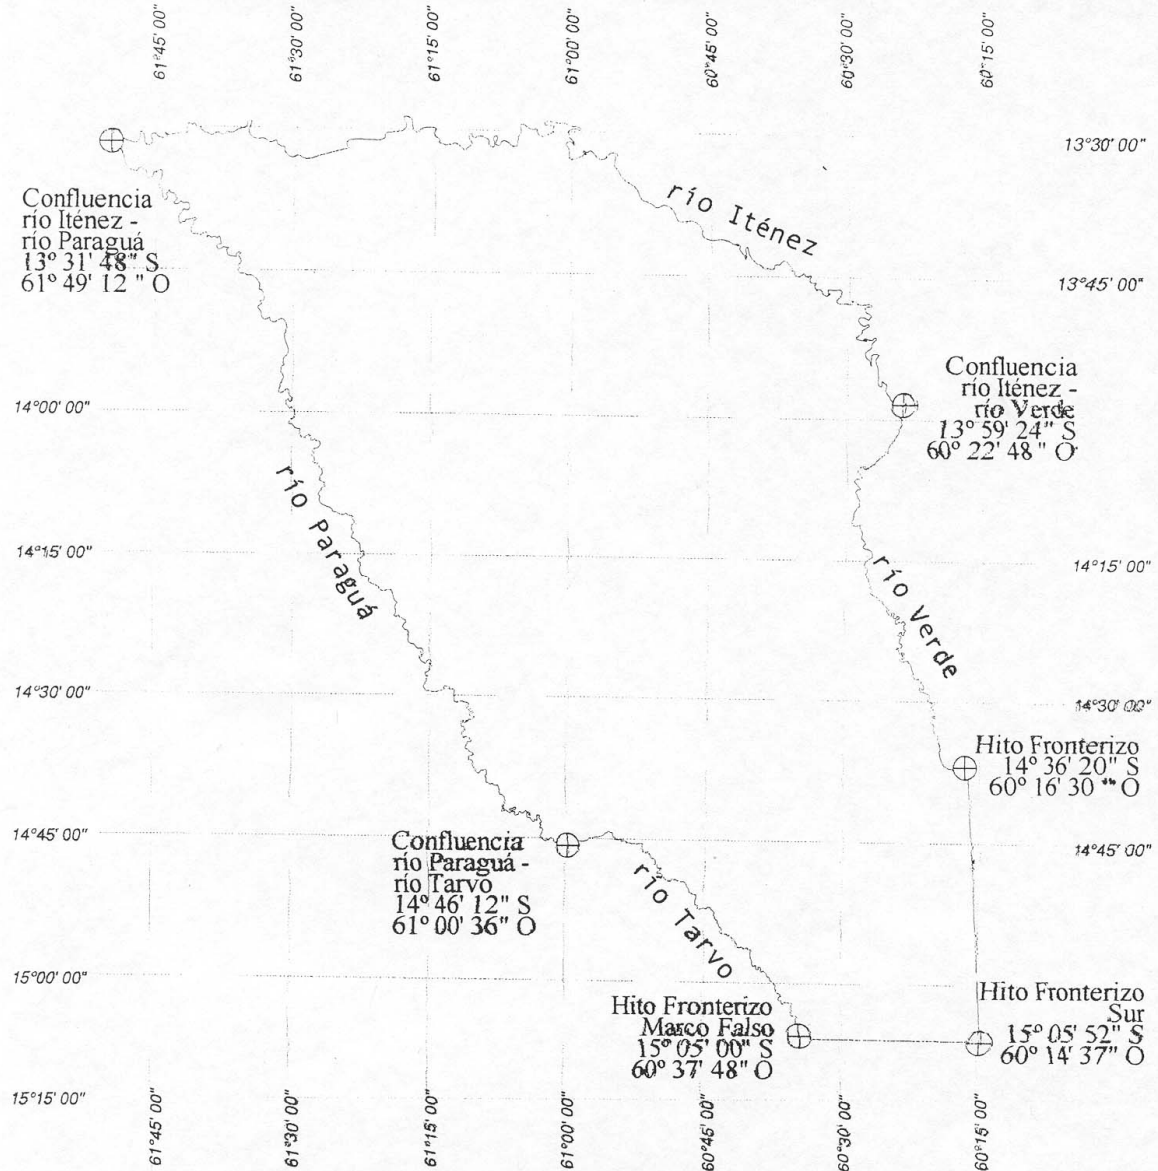 61°45' 00"
61°30' 00"
61°15' 00"
61°00' 00"
60°45' 00"
60°30' 00"
60°15' 00"
13°30' 00"
Confluencia
río Iténez -
río Paraguá
13° 31' 48" S
61° 49' 12 " O
río Iténez
13°45' 00"
Confluencia
río Iténez -
río Verde
13° 59' 24" S
60° 22' 48 " O
14°00' 00"
río Paraguá
14°15' 00"
14°15' 00"
río Verde
14°30' 00"
14°30' 00"
Hito Fronterizo
14° 36' 20" S
60° 16' 30 " O
14°45' 00"
14°45' 00"
Confluencia
río Paraguá -
río Tarvo
14° 46' 12" S
61° 00' 36" O
río Tarvo
15°00' 00"
Hito Fronterizo
Marco Falso
15° 05' 00" S
60° 37' 48" O
Hito Fronterizo
Sur
15° 05' 52" S
60° 14' 37" O
15°15' 00"
61°45' 00"
61°30' 00"
61°15' 00"
61°00' 00"
60°45' 00"
60°30' 00"
60°15' 00"